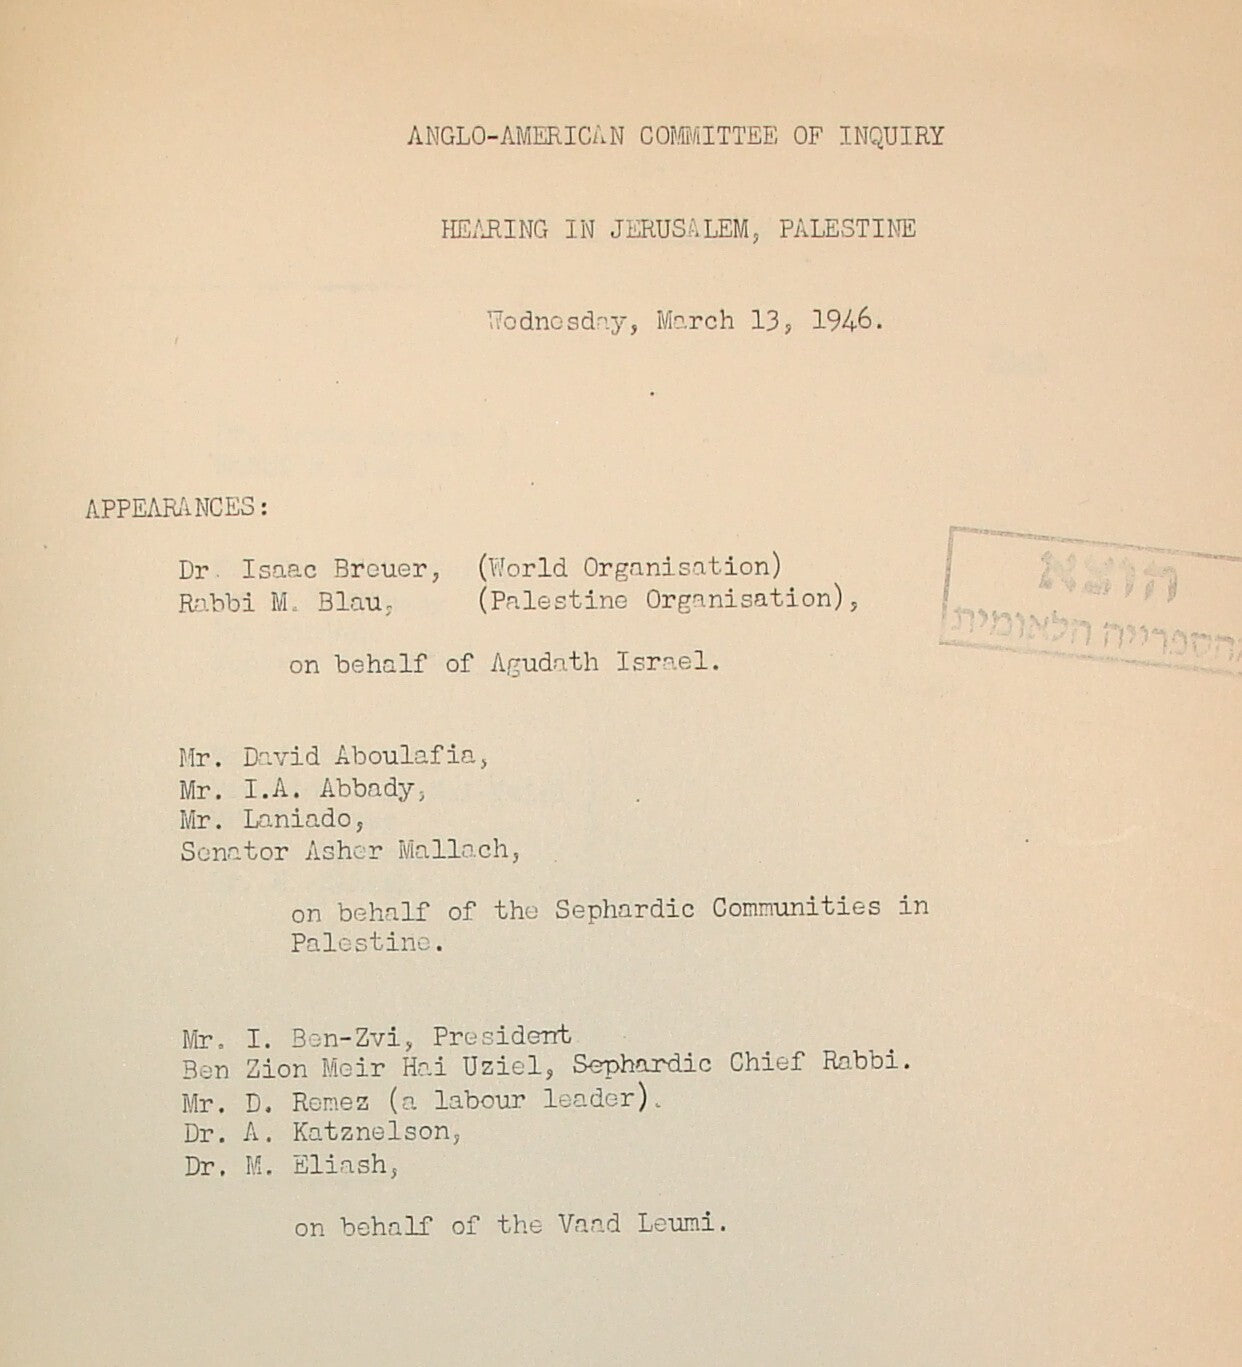 ANGLO-AMERICAN COMMITTEE OF INQUIRY
HEARING IN JERUSALEM, PALESTINE
Wednesday, March 13, 1946.
APPEARANCES:
Dr. Isaac Breuer, (World Organisation)
Rabbi M. Blau, (Palestine Organisation),
on behalf of Agudath Israel.
הוצא
מהספרייה הלאומית
Mr. David Aboulafia,
Mr. I.A. Abbady,
Mr. Laniado,
Senator Asher Mallach,
on behalf of the Sephardic Communities in
Palestine.
Mr. I. Ben-Zvi, President
Ben Zion Meir Hai Uziel, Sephardic Chief Rabbi.
Mr. D. Remez (a labour leader).
Dr. A. Katznelson,
Dr. M. Eliash,
on behalf of the Vaad Leumi.